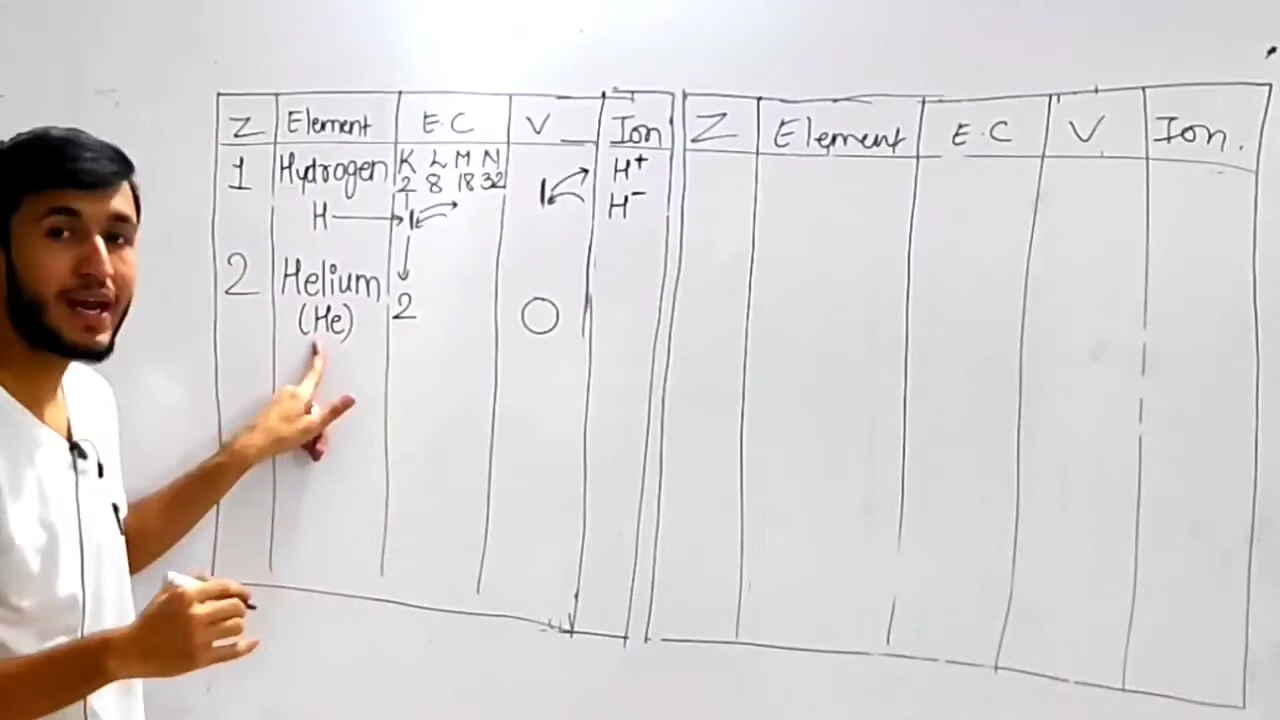 Z Element E.C V Ion Z Element E.C V Ion.
1 Hydrogen K L M N H+
2 8 18 32 1 H-
H 1
2 Helium
(He) 2 0